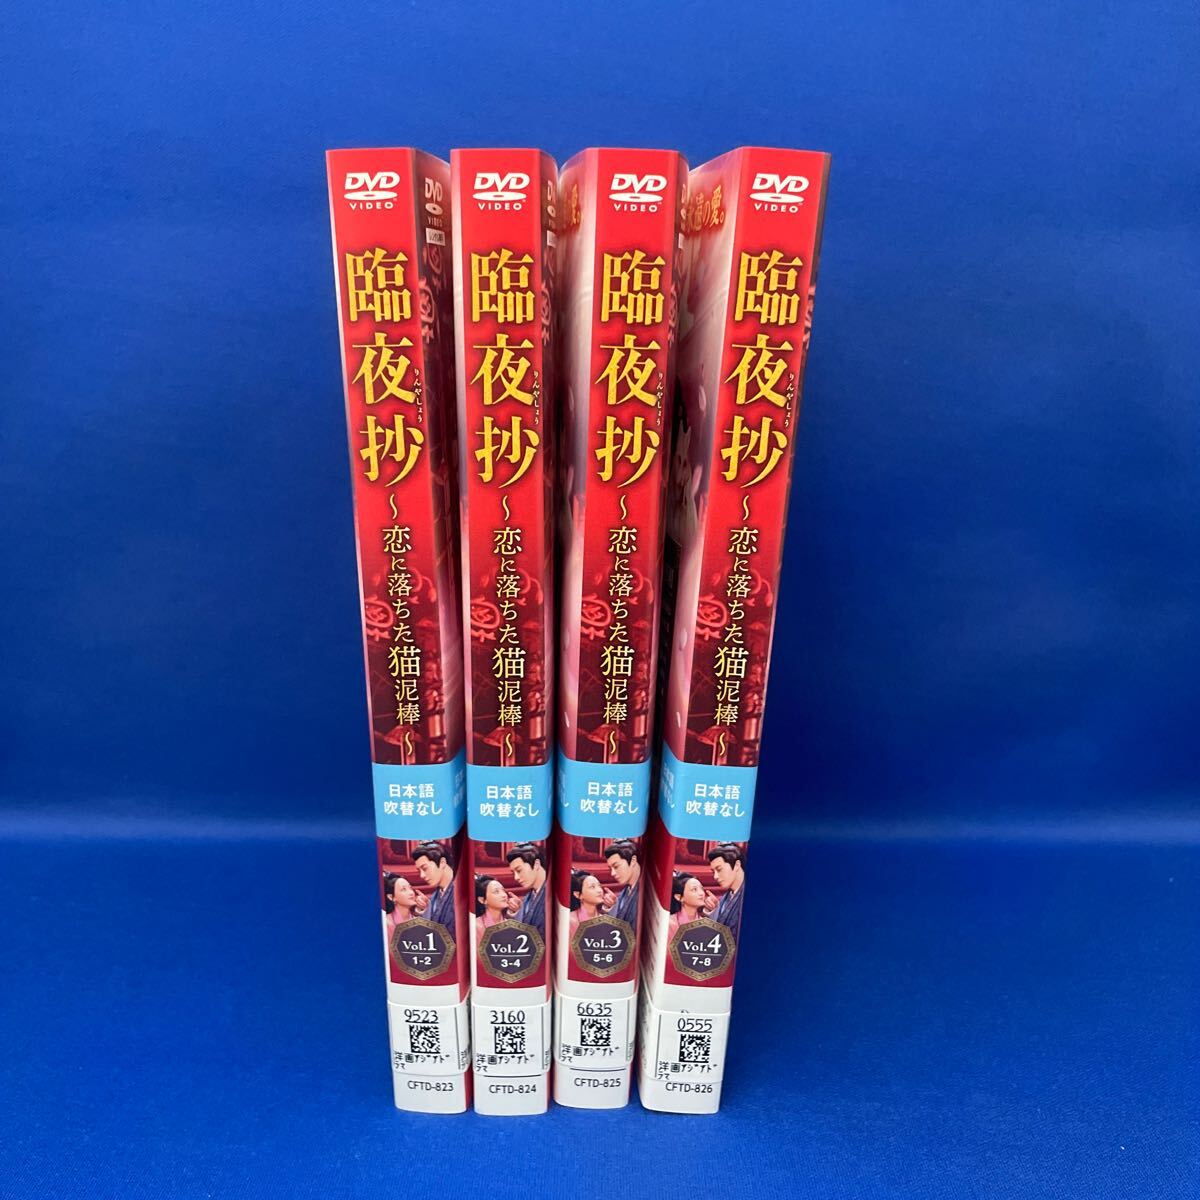 DVD
VIDEO
臨夜抄
りんやしょう
～恋に落ちた猫泥棒～
日本語
吹替なし
Vol.1
1-2
9523
洋画アジアド
ラマ
CFTD-823
DVD
VIDEO
DVD
VIDEO
臨夜抄
りんやしょう
～恋に落ちた猫泥棒～
日本語
吹替なし
Vol.2
3-4
3160
洋画アジアド
ラマ
CFTD-824
DVD
VIDEO
臨夜抄
りんやしょう
～恋に落ちた猫泥棒～
日本語
吹替なし
Vol.3
5-6
6635
洋画アジアド
ラマ
CFTD-825
の愛。
DVD
VIDEO
臨夜抄
りんやしょう
～恋に落ちた猫泥棒～
日本語
吹替なし
Vol.4
7-8
0555
洋画アジアド
ラマ
CFTD-826